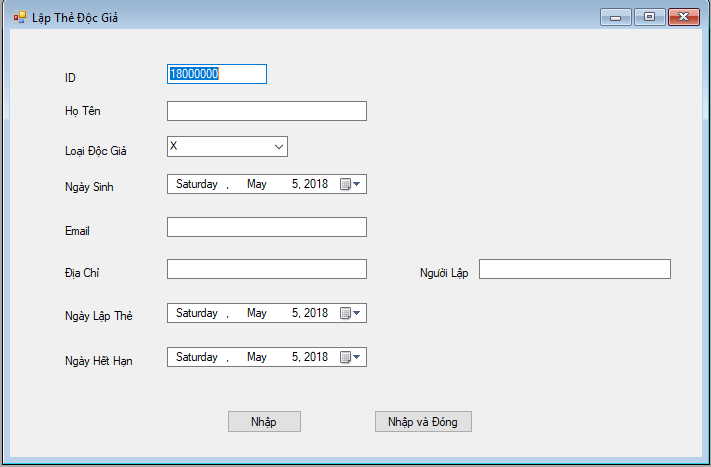 Lập Thẻ Độc Giả
ID 18000000
Họ Tên
Loại Độc Giả X
Ngày Sinh Saturday , May 5, 2018
Email
Địa Chỉ Người Lập
Ngày Lập Thẻ Saturday , May 5, 2018
Ngày Hết Hạn Saturday , May 5, 2018
Nhập Nhập và Đóng